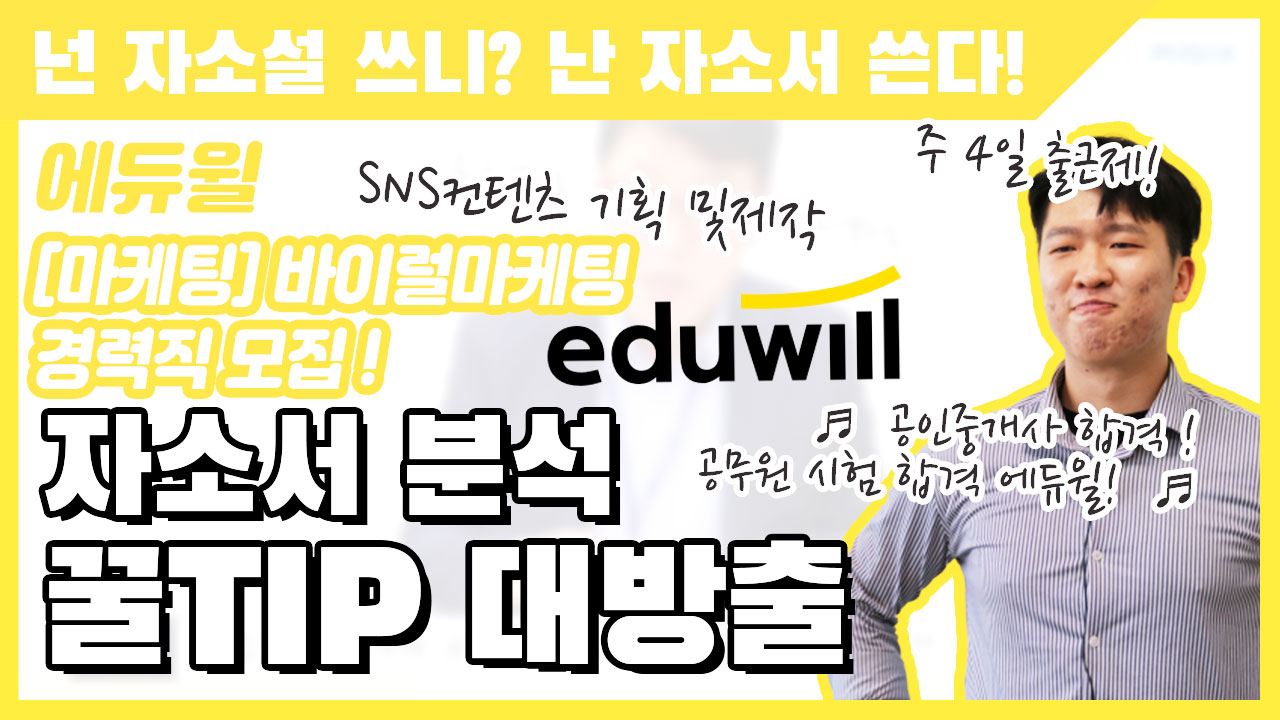 넌 자소설 쓰니? 난 자소서 쓴다!
에듀윌
SNS컨텐츠 기획 및제작
주 4일 출근제!
[마케팅] 바이럴마케팅
경력직 모집!
eduwill
자소서 분석
♬ 공인중개사 합격!
공무원 시험 합격 에듀윌! ♬
꿀TIP 대방출